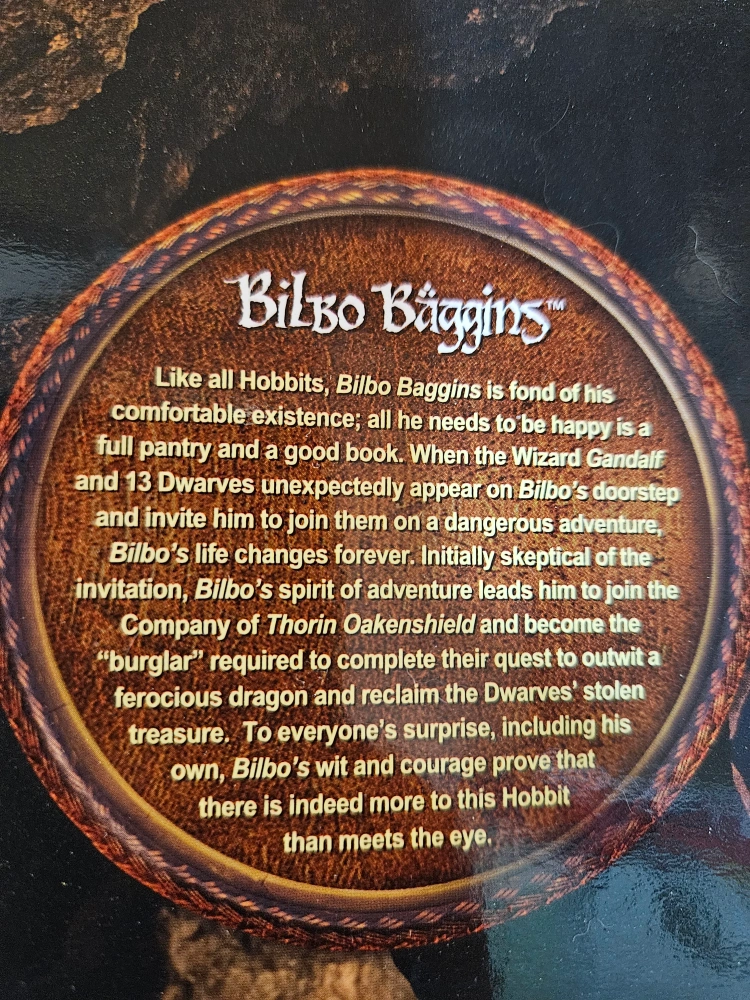 Bilbo Baggins™
Like all Hobbits, Bilbo Baggins is fond of his
comfortable existence; all he needs to be happy is a
full pantry and a good book. When the Wizard Gandalf
and 13 Dwarves unexpectedly appear on Bilbo's doorstep
and invite him to join them on a dangerous adventure,
Bilbo's life changes forever. Initially skeptical of the
invitation, Bilbo's spirit of adventure leads him to join the
Company of Thorin Oakenshield and become the
“burglar” required to complete their quest to outwit a
ferocious dragon and reclaim the Dwarves' stolen
treasure.  To everyone's surprise, including his
own, Bilbo's wit and courage prove that
there is indeed more to this Hobbit
than meets the eye.